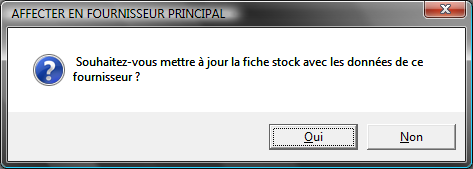 AFFECTER EN FOURNISSEUR PRINCIPAL
Souhaitez-vous mettre à jour la fiche stock avec les données de ce
fournisseur ?
Oui Non